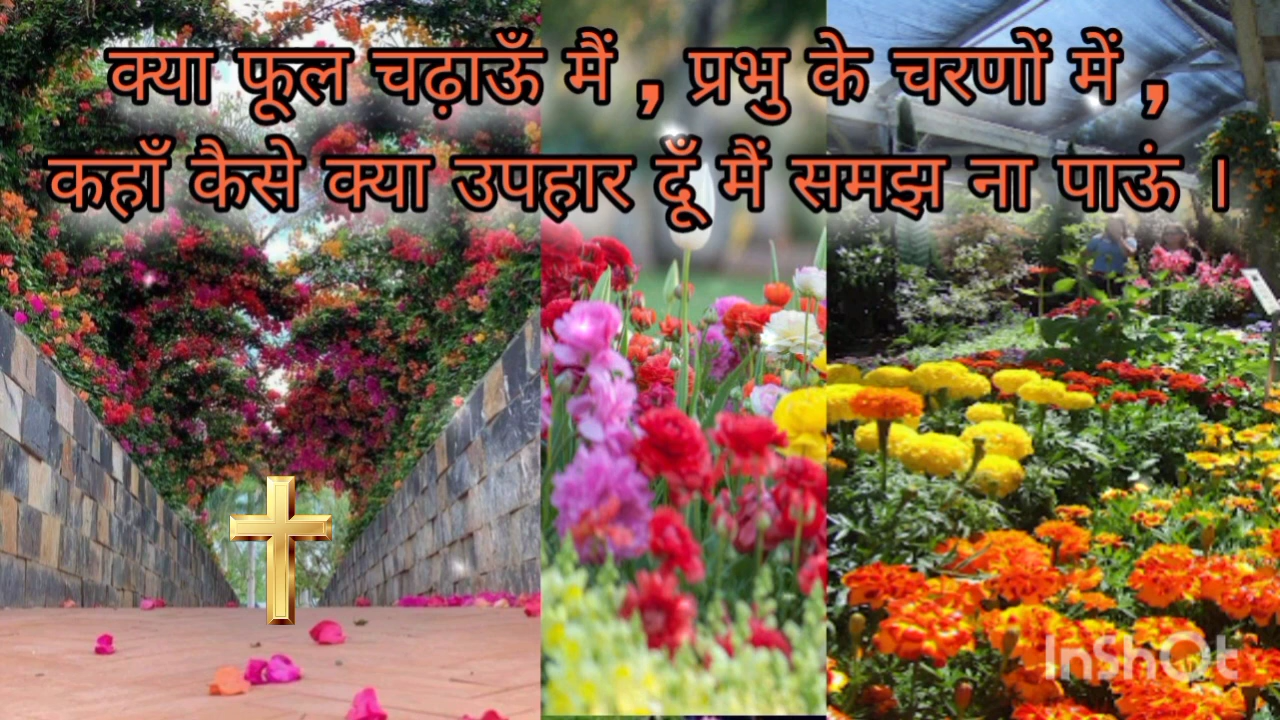 क्या फूल चढ़ाऊँ मैं , प्रभु के चरणों में ,
कहाँ कैसे क्या उपहार दूँ मैं समझ ना पाऊं ।
InShOt